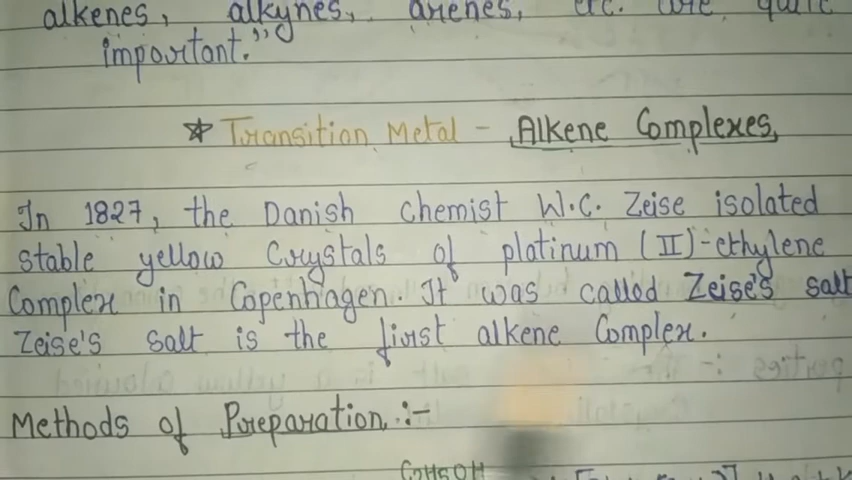 alkenes, alkynes, arenes, etc. are quite
important."
☆ Transition Metal - Alkene Complexes
In 1827, the Danish chemist W.C. Zeise isolated
stable yellow Crystals of platinum (II)-ethylene
Complex in Copenhagen. It was called Zeise's salt
Zeise's salt is the first alkene Complex.
Methods of Preparation :-
C2H5OH